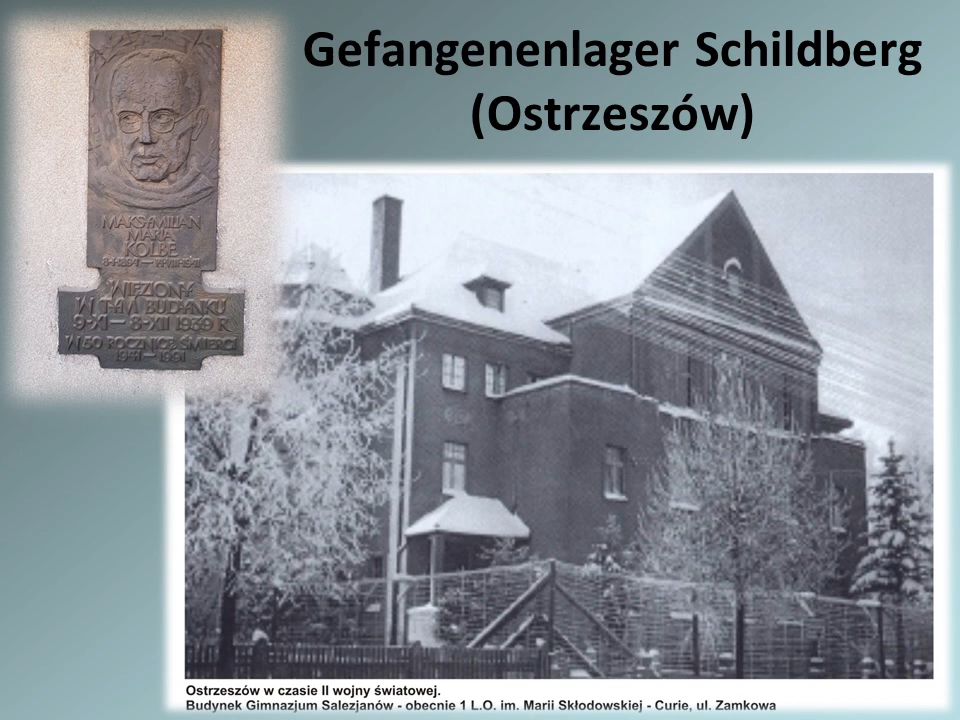 Gefangenenlager Schildberg
(Ostrzeszów)
MAKSYMILIAN
MARIA
KOLBE
WIĘZIONY
W TYM BUDYNKU
9-XI — 8-XII 1939 R
W 50 ROCZNICĘ ŚMIERCI
1941 — 1991
Ostrzeszów w czasie II wojny światowej.
Budynek Gimnazjum Salezjanów - obecnie 1 L.O. im. Marii Skłodowskiej - Curie, ul. Zamkowa